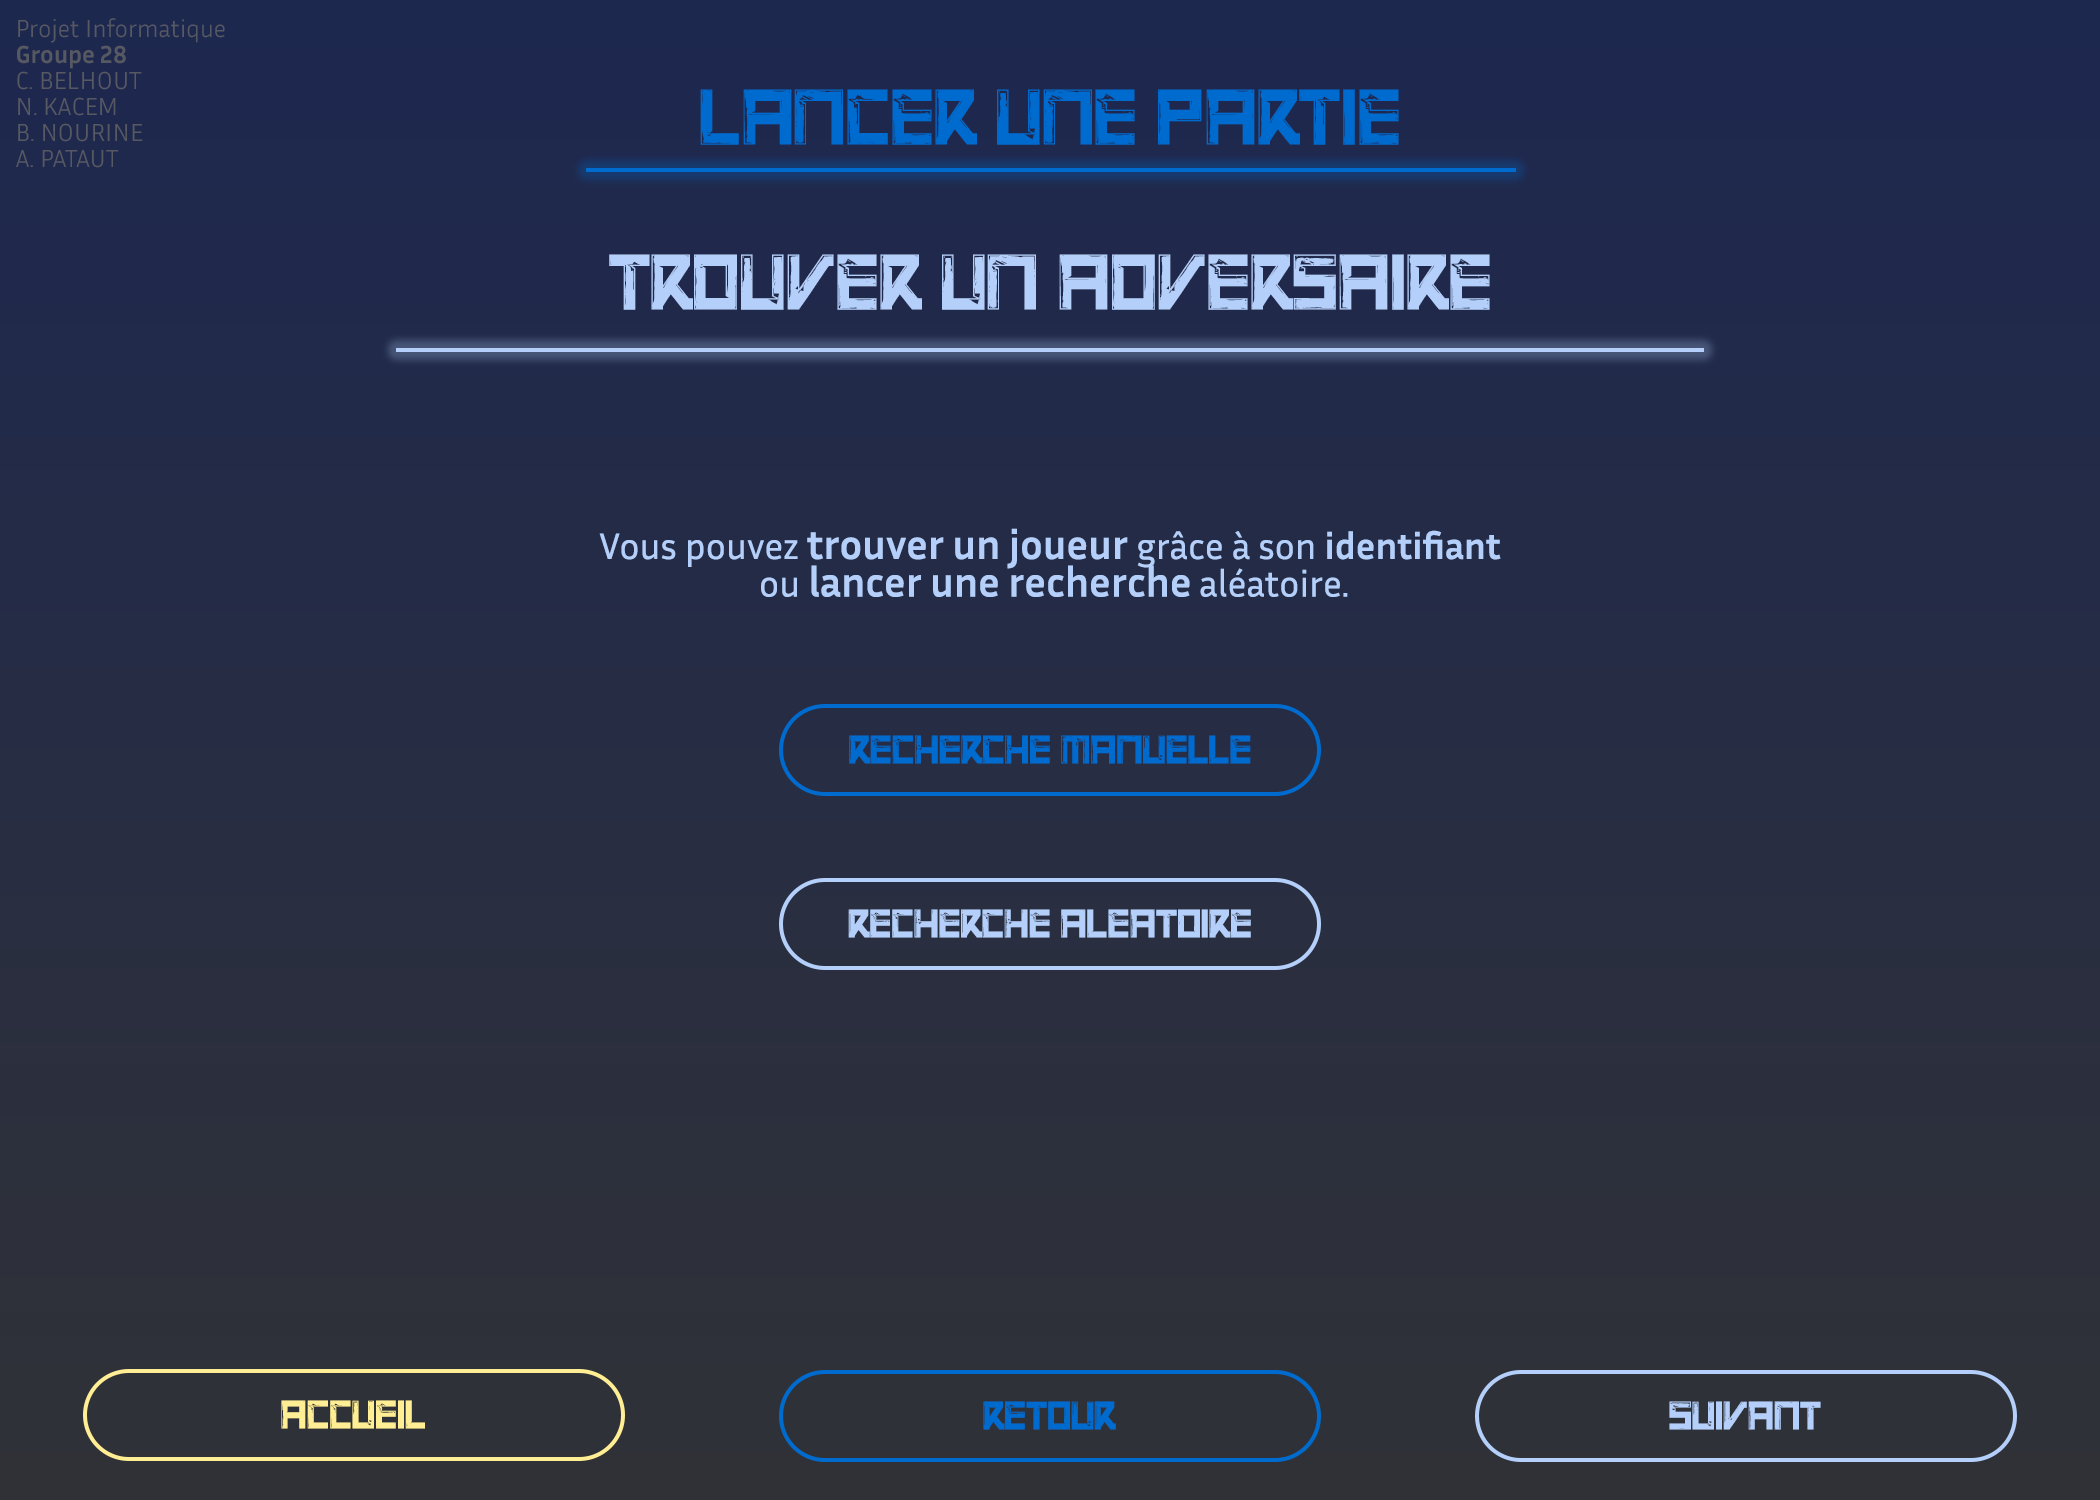 Projet Informatique
Groupe 28
C. BELHOUT
N. KACEM
B. NOURINE
A. PATAUT
LANCER UNE PARTIE
TROUVER UN ADVERSAIRE
Vous pouvez trouver un joueur grâce à son identifiant
ou lancer une recherche aléatoire.
RECHERCHE MANUELLE
RECHERCHE ALEATOIRE
ACCUEIL
RETOUR
SUIVANT